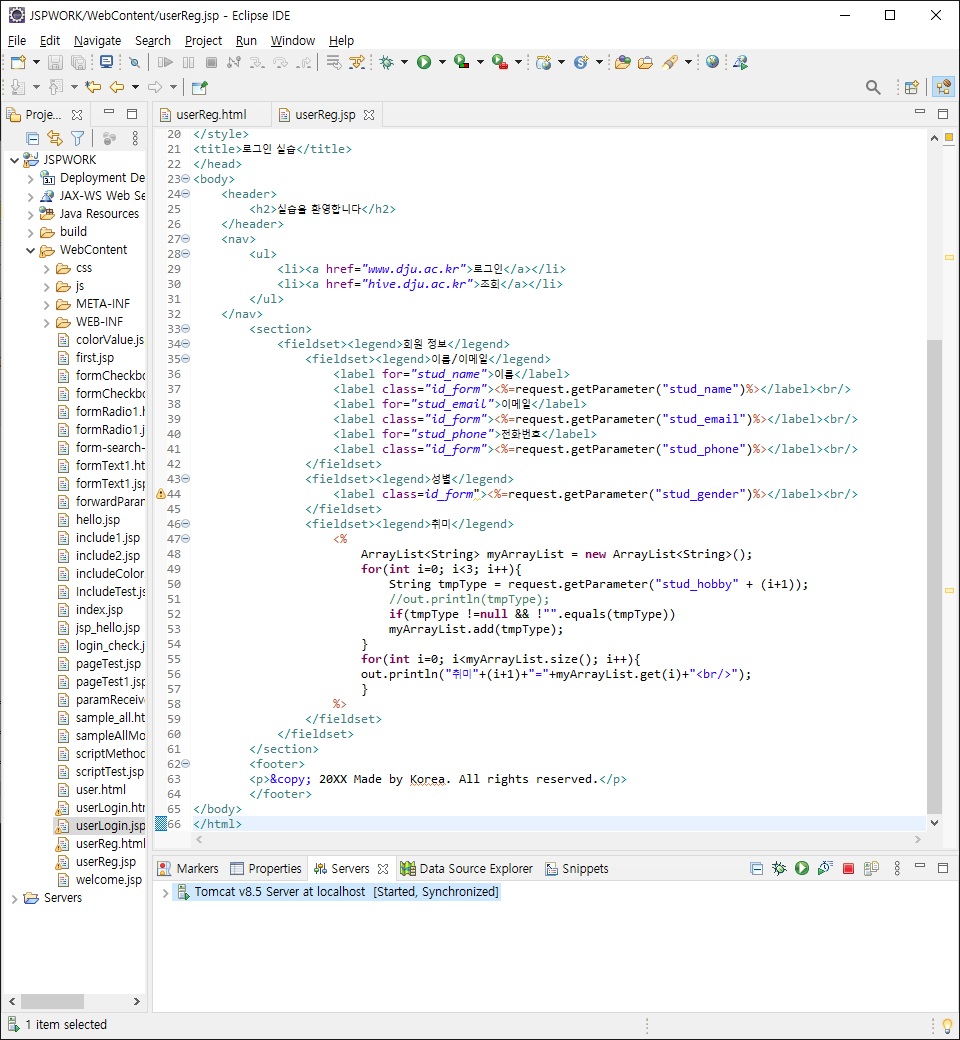 JSPWORK/WebContent/userReg.jsp - Eclipse IDE
File Edit Navigate Search Project Run Window Help
Proje...
userReg.html userReg.jsp
JSPWORK
Deployment De
JAX-WS Web Se
Java Resources
build
WebContent
css
js
META-INF
WEB-INF
colorValue.js
first.jsp
formCheckbo
formCheckbo
formRadio1.h
formRadio1.j
form-search-
formText1.ht
formText1.jsp
forwardParar
hello.jsp
include1.jsp
include2.jsp
includeColor
IncludeTest.js
index.jsp
jsp_hello.jsp
login_check.j
pageTest.jsp
pageTest1.jsp
paramReceiv
sample_all.ht
sampleAllMo
scriptMethod
scriptTest.jsp
user.html
userLogin.htr
userLogin.jsp
userReg.html
userReg.jsp
welcome.jsp
Servers
20 </style>
21 <title>로그인 실습</title>
22 </head>
23 <body>
24 <header>
25 <h2>실습을 환영합니다</h2>
26 </header>
27 <nav>
28 <ul>
29 <li><a href="www.dju.ac.kr">로그인</a></li>
30 <li><a href="hive.dju.ac.kr">조회</a></li>
31 </ul>
32 </nav>
33 <section>
34 <fieldset><legend>회원 정보</legend>
35 <fieldset><legend>이름/이메일</legend>
36 <label for="stud_name">이름</label>
37 <label class="id_form"><%=request.getParameter("stud_name")%></label><br/>
38 <label for="stud_email">이메일</label>
39 <label class="id_form"><%=request.getParameter("stud_email")%></label><br/>
40 <label for="stud_phone">전화번호</label>
41 <label class="id_form"><%=request.getParameter("stud_phone")%></label><br/>
42 </fieldset>
43 <fieldset><legend>성별</legend>
44 <label class=id_form"><%=request.getParameter("stud_gender")%></label><br/>
45 </fieldset>
46 <fieldset><legend>취미</legend>
47 <%
48 ArrayList<String> myArrayList = new ArrayList<String>();
49 for(int i=0; i<3; i++){
50 String tmpType = request.getParameter("stud_hobby" + (i+1));
51 //out.println(tmpType);
52 if(tmpType !=null && !"".equals(tmpType))
53 myArrayList.add(tmpType);
54 }
55 for(int i=0; i<myArrayList.size(); i++){
56 out.println("취미"+(i+1)+"="+myArrayList.get(i)+"<br/>");
57 }
58 %>
59 </fieldset>
60 </fieldset>
61 </section>
62 <footer>
63 <p>&copy; 20XX Made by Korea. All rights reserved.</p>
64 </footer>
65 </body>
66 </html>
Markers Properties Servers Data Source Explorer Snippets
Tomcat v8.5 Server at localhost [Started, Synchronized]
1 item selected